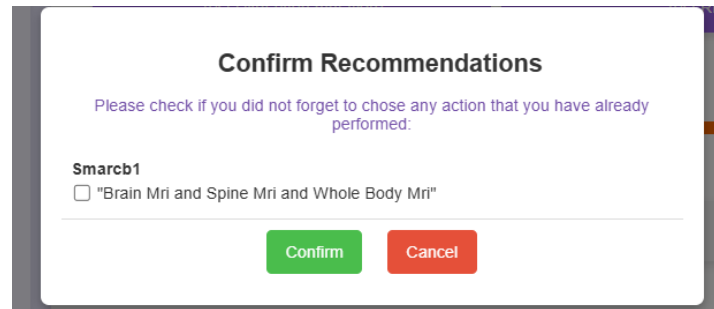 Confirm Recommendations
Please check if you did not forget to chose any action that you have already
performed:
Smarcb1
"Brain Mri and Spine Mri and Whole Body Mri"
Confirm
Cancel